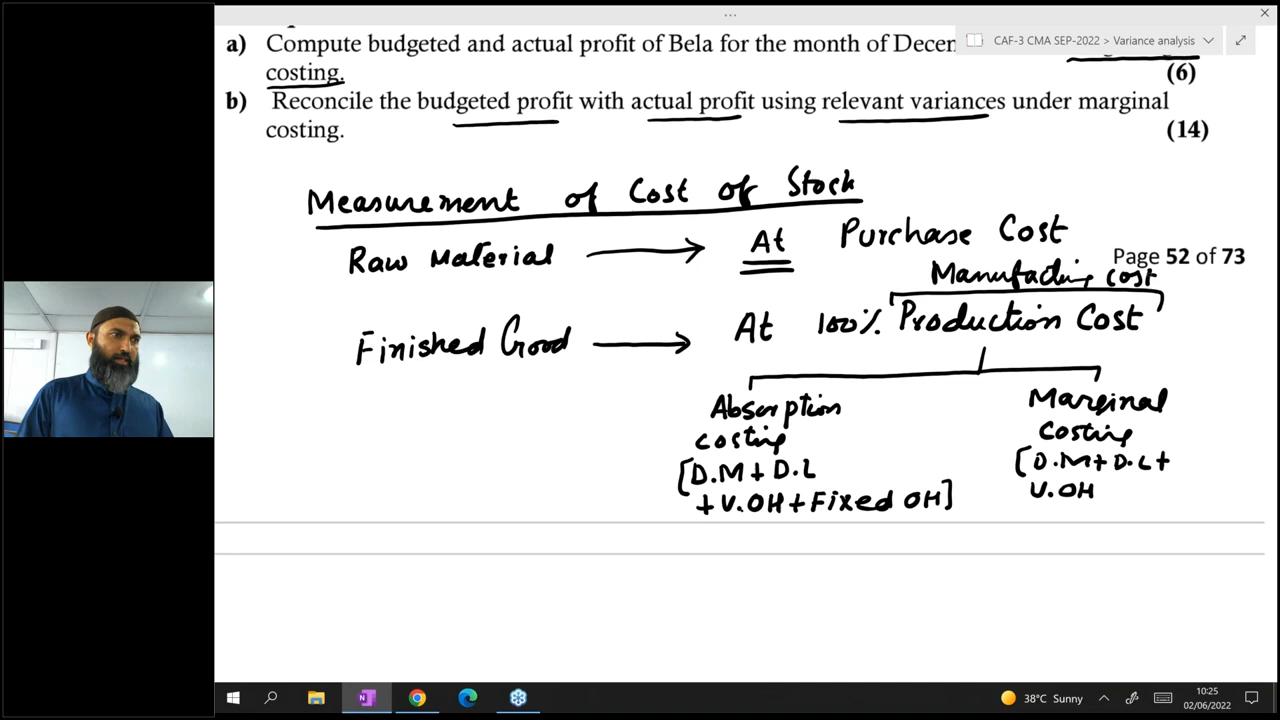 ...
CAF-3 CMA SEP-2022 > Variance analysis
a) Compute budgeted and actual profit of Bela for the month of Decen
costing. (6)
b) Reconcile the budgeted profit with actual profit using relevant variances under marginal
costing. (14)
Measurement of Cost of Stock
Raw Material → At Purchase Cost
Page 52 of 73
Manufacting cost
Finished Good → At 100% Production Cost
Absorption Marginal
costing costing
[D.M + D.L [D.M + D.L +
+ V.OH + Fixed OH] V.OH
38°C Sunny
10:25
02/06/2022